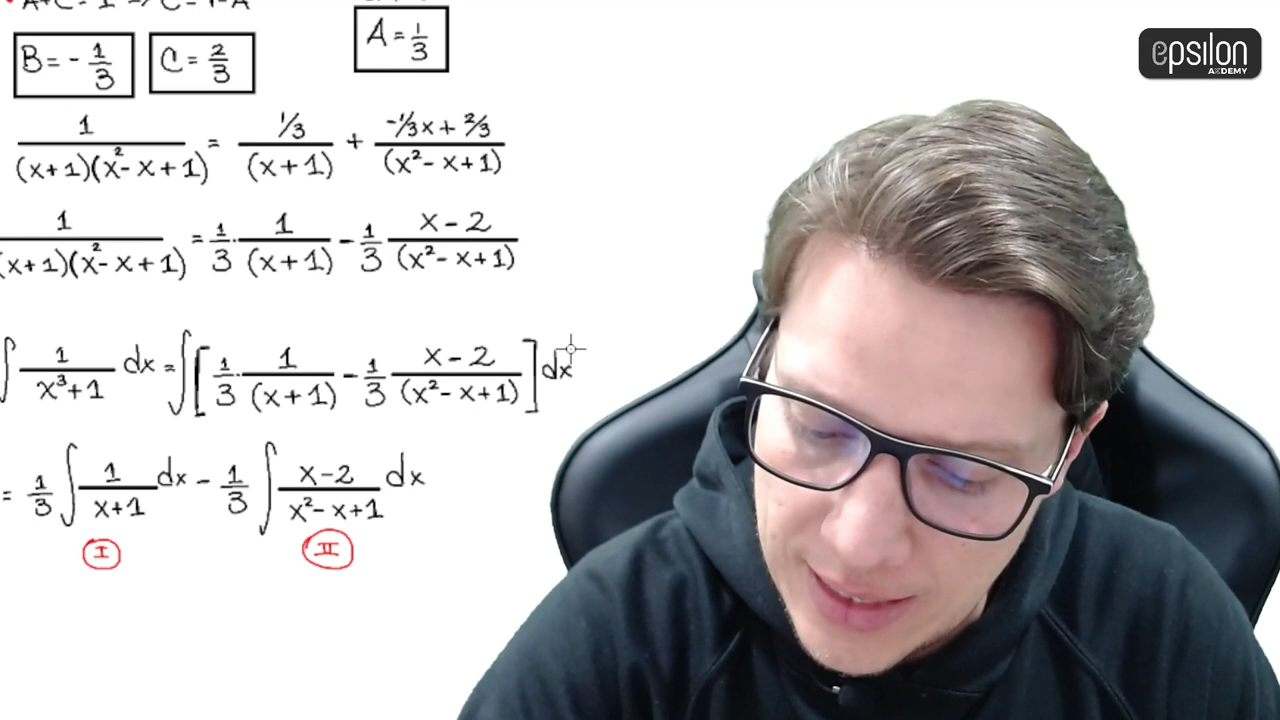 A+C=1 → C=1-A
B = - 1/3 C = 2/3 A = 1/3
1/((x+1)(x²-x+1)) = (1/3)/(x+1) + (-1/3x + 2/3)/(x²-x+1)
1/((x+1)(x²-x+1)) = 1/3 · 1/(x+1) - 1/3 (x-2)/(x²-x+1)
∫ 1/(x³+1) dx = ∫ [1/3 · 1/(x+1) - 1/3 (x-2)/(x²-x+1)] dx
= 1/3 ∫ 1/(x+1) dx - 1/3 ∫ (x-2)/(x²-x+1) dx
I II
epsilon
AXDEMY